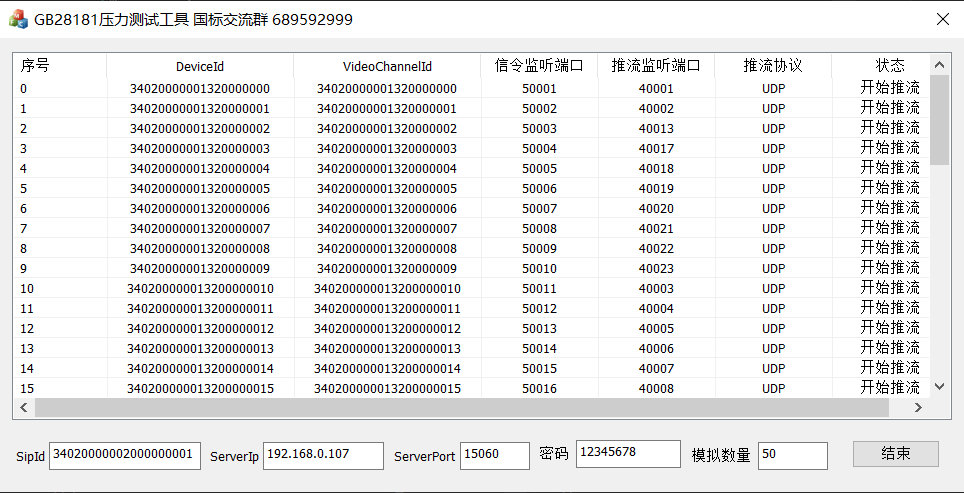 GB28181压力测试工具 国标交流群 689592999
序号 DeviceId VideoChannelId 信令监听端口 推流监听端口 推流协议 状态
0 34020000001320000000 34020000001320000000 50001 40001 UDP 开始推流
1 34020000001320000001 34020000001320000001 50002 40002 UDP 开始推流
2 34020000001320000002 34020000001320000002 50003 40013 UDP 开始推流
3 34020000001320000003 34020000001320000003 50004 40017 UDP 开始推流
4 34020000001320000004 34020000001320000004 50005 40018 UDP 开始推流
5 34020000001320000005 34020000001320000005 50006 40019 UDP 开始推流
6 34020000001320000006 34020000001320000006 50007 40020 UDP 开始推流
7 34020000001320000007 34020000001320000007 50008 40021 UDP 开始推流
8 34020000001320000008 34020000001320000008 50009 40022 UDP 开始推流
9 34020000001320000009 34020000001320000009 50010 40023 UDP 开始推流
10 340200000013200000010 340200000013200000010 50011 40003 UDP 开始推流
11 340200000013200000011 340200000013200000011 50012 40004 UDP 开始推流
12 340200000013200000012 340200000013200000012 50013 40005 UDP 开始推流
13 340200000013200000013 340200000013200000013 50014 40006 UDP 开始推流
14 340200000013200000014 340200000013200000014 50015 40007 UDP 开始推流
15 340200000013200000015 340200000013200000015 50016 40008 UDP 开始推流
SipId 34020000002000000001 ServerIp 192.168.0.107 ServerPort 15060 密码 12345678 模拟数量 50 结束